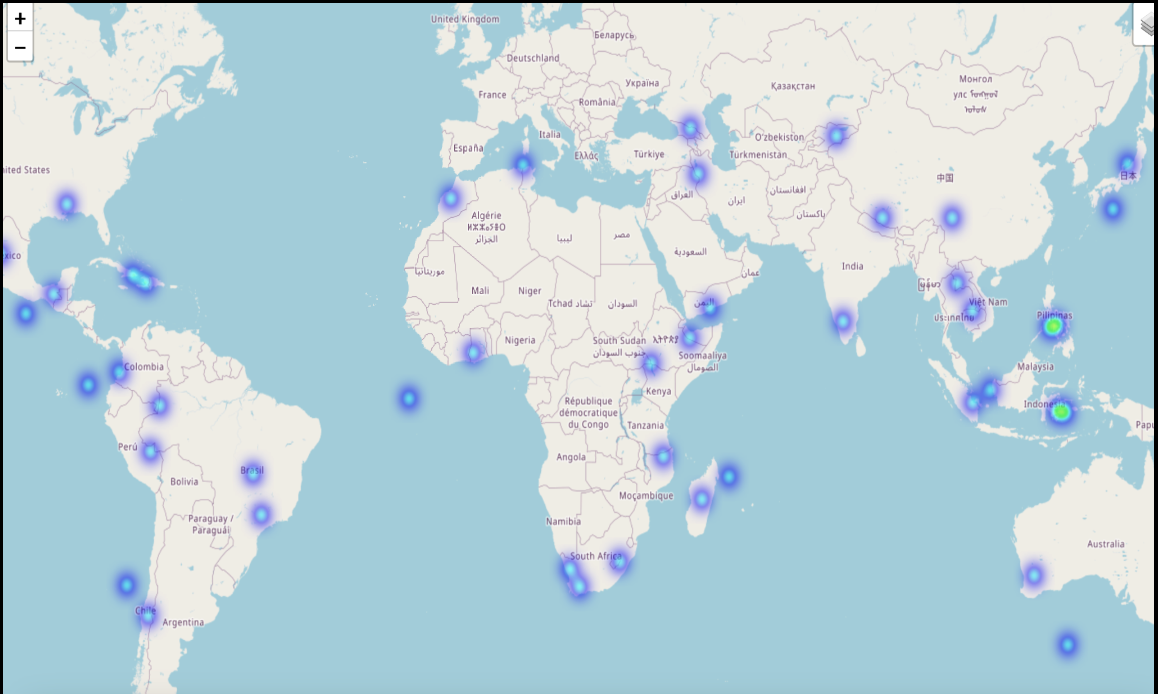 +
−
United Kingdom
Беларусь
Deutschland
Україна
France
România
Қазақстан
Монгол
улс
Italia
España
Ελλάς
Türkiye
O'zbekiston
Türkmenistan
ited States
中国
日本
العراق
ایران
افغانستان
پاکستان
Algérie
ⵍⵣⵣⴰⵢⴻⵔ
الجزائر
ليبيا
مصر
السعودية
عمان
India
xico
موريتانيا
Mali
Niger
Tchad تشاد
السودان
اليمن
Việt Nam
ประเทศไทย
Pilipinas
Nigeria
South Sudan
جنوب السودان
Soomaaliya
الصومال
Colombia
Malaysia
Kenya
République
démocratique
du Congo
Indonesia
Tanzania
Papu
Perú
Brasil
Angola
Bolivia
Moçambique
Paraguay /
Paraguái
Namibia
South Africa
Australia
Chile
Argentina